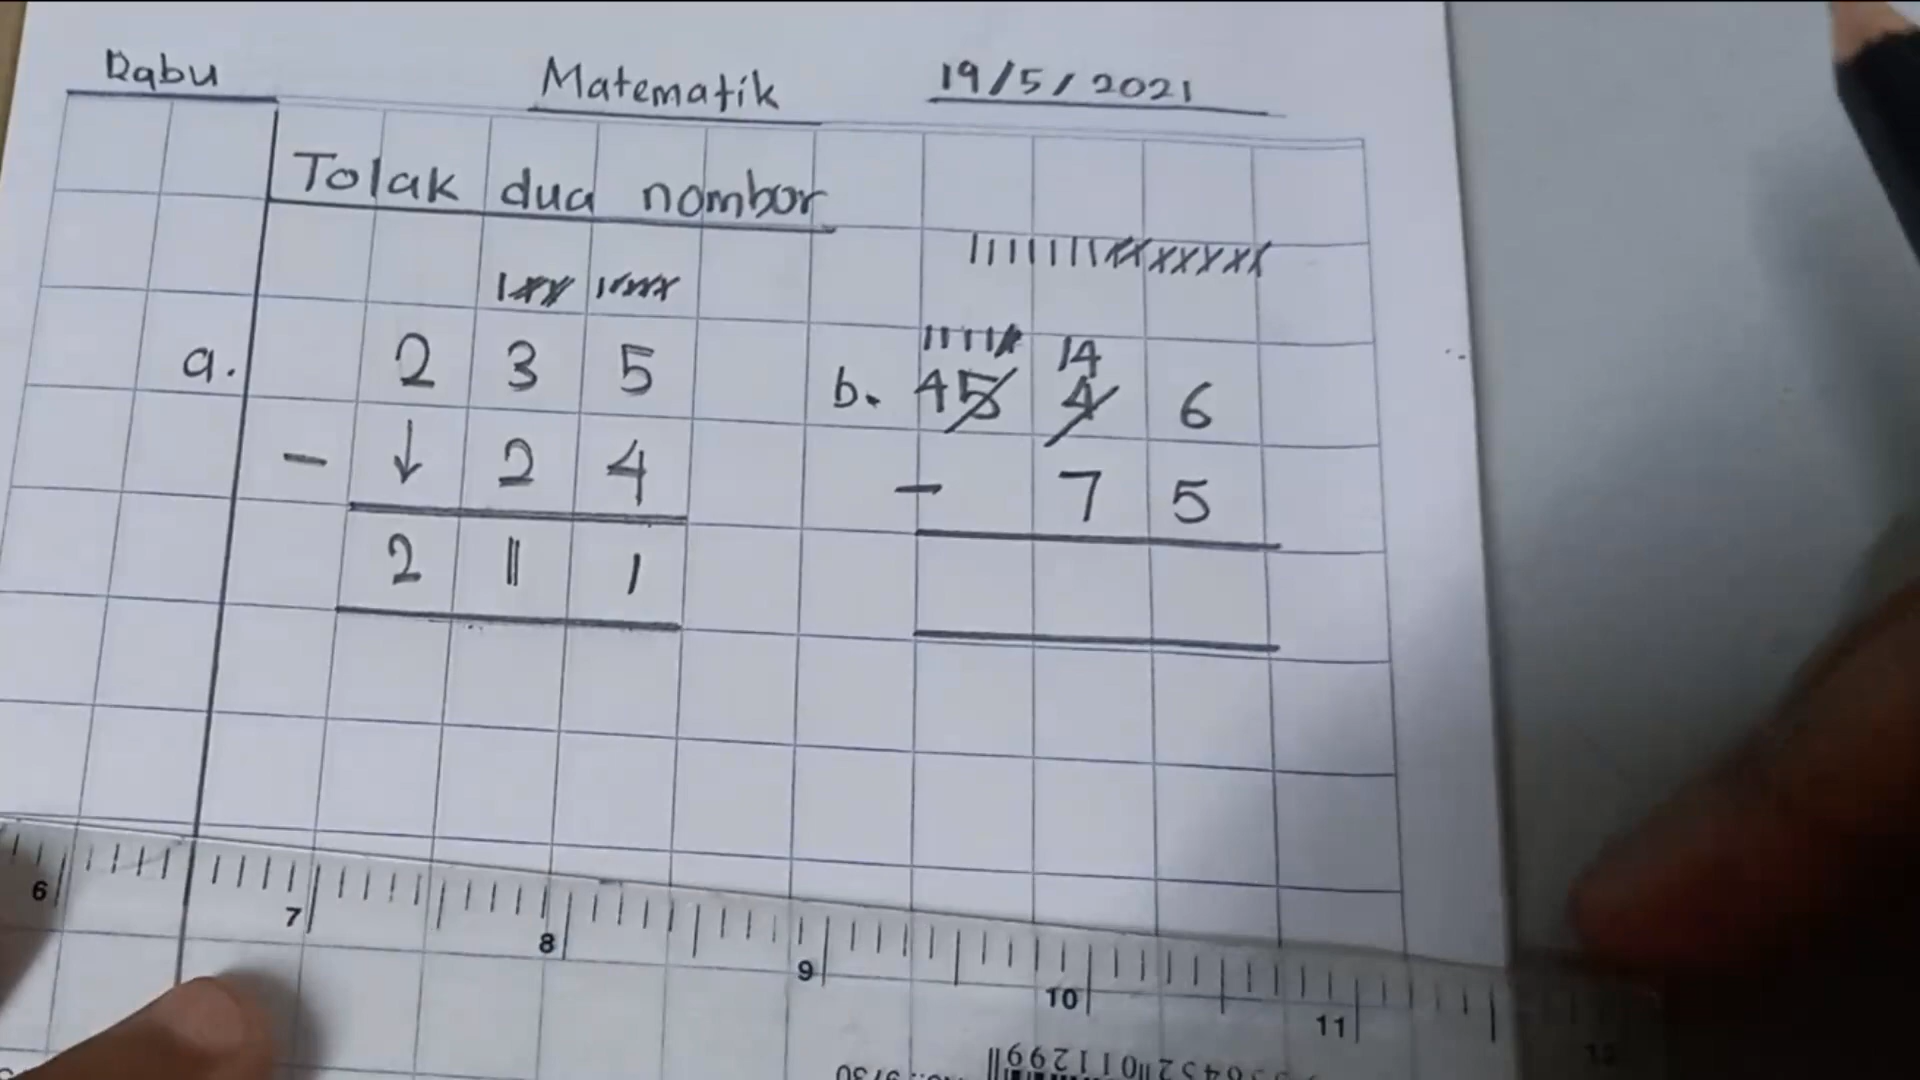 Rabu Matematik 19/5/2021
Tolak dua nombor
14
a. 2 3 5 b. 4 5 4 6
- ↓ 2 4 - 7 5
2 1 1
6 7 8 9 10 11 12